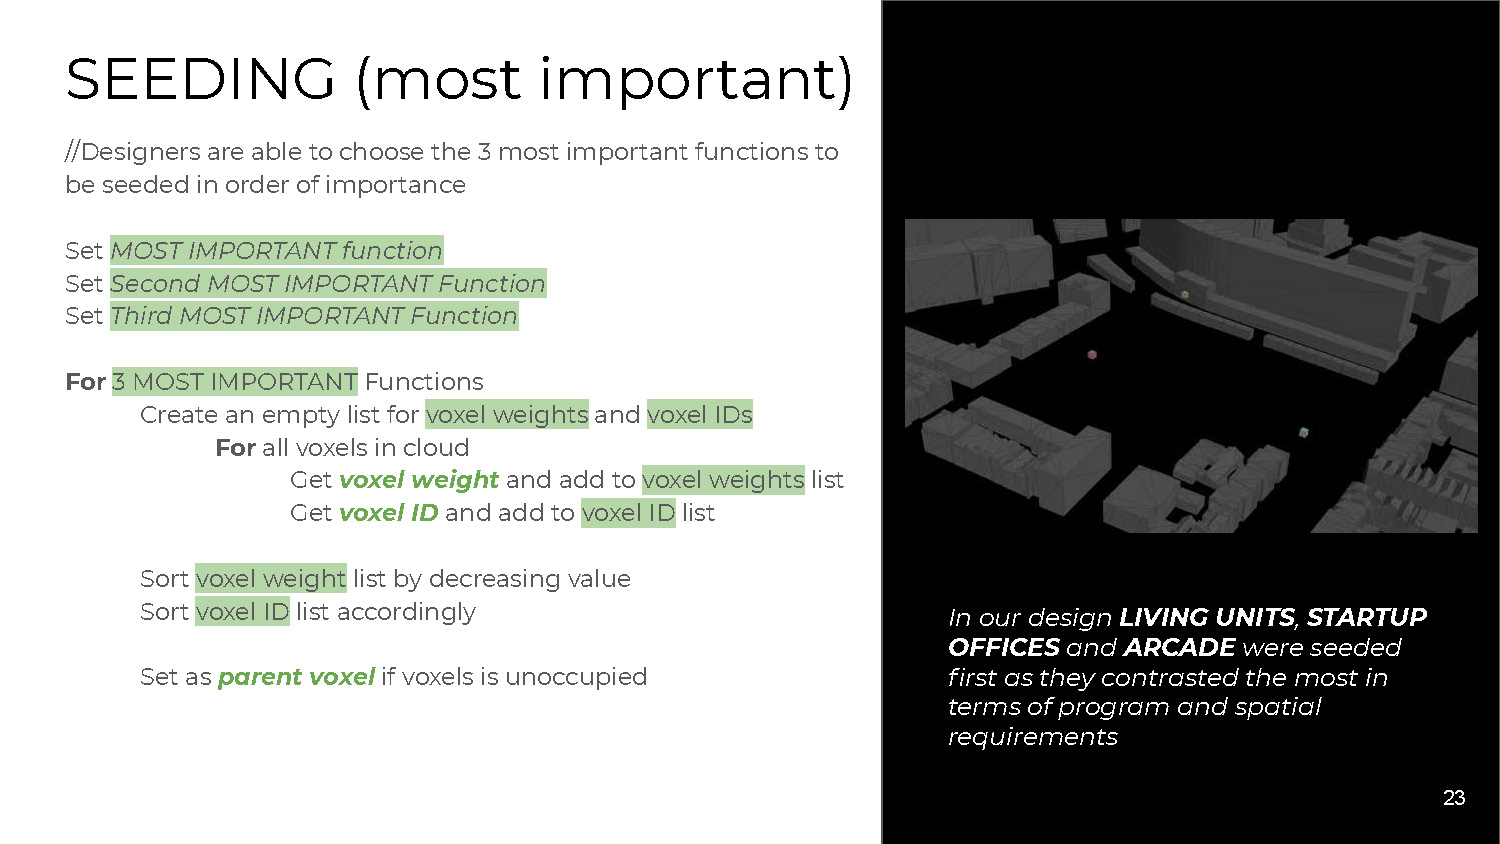 SEEDING (most important)
//Designers are able to choose the 3 most important functions to
be seeded in order of importance
Set MOST IMPORTANT function
Set Second MOST IMPORTANT Function
Set Third MOST IMPORTANT Function
For 3 MOST IMPORTANT Functions
Create an empty list for voxel weights and voxel IDs
For all voxels in cloud
Get voxel weight and add to voxel weights list
Get voxel ID and add to voxel ID list
Sort voxel weight list by decreasing value
Sort voxel ID list accordingly
Set as parent voxel if voxels is unoccupied
In our design LIVING UNITS, STARTUP
OFFICES and ARCADE were seeded
first as they contrasted the most in
terms of program and spatial
requirements
23